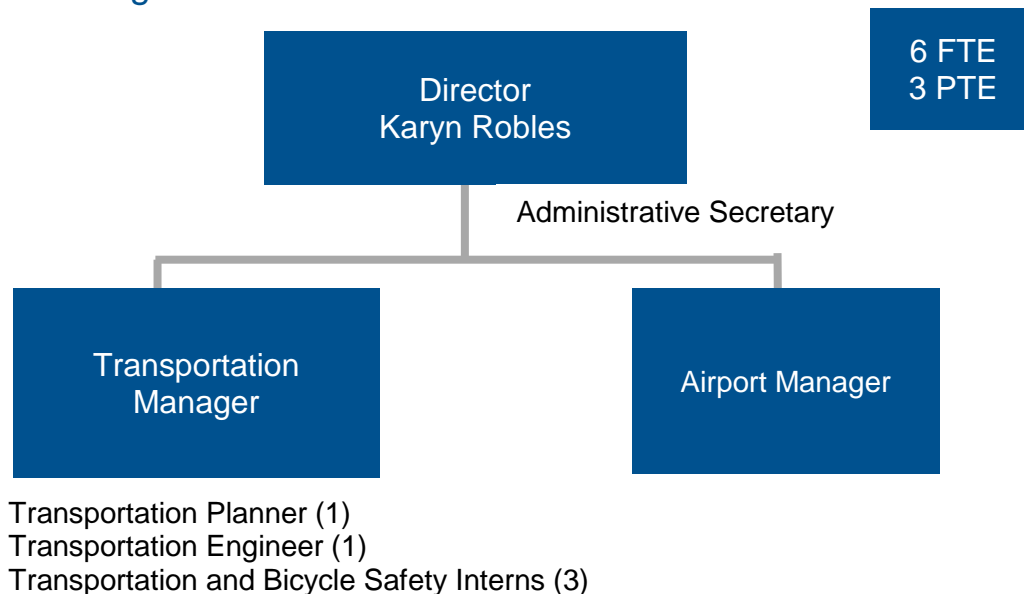 Director
Karyn Robles
6 FTE
3 PTE
Administrative Secretary
Transportation
Manager
Airport Manager
Transportation Planner (1)
Transportation Engineer (1)
Transportation and Bicycle Safety Interns (3)